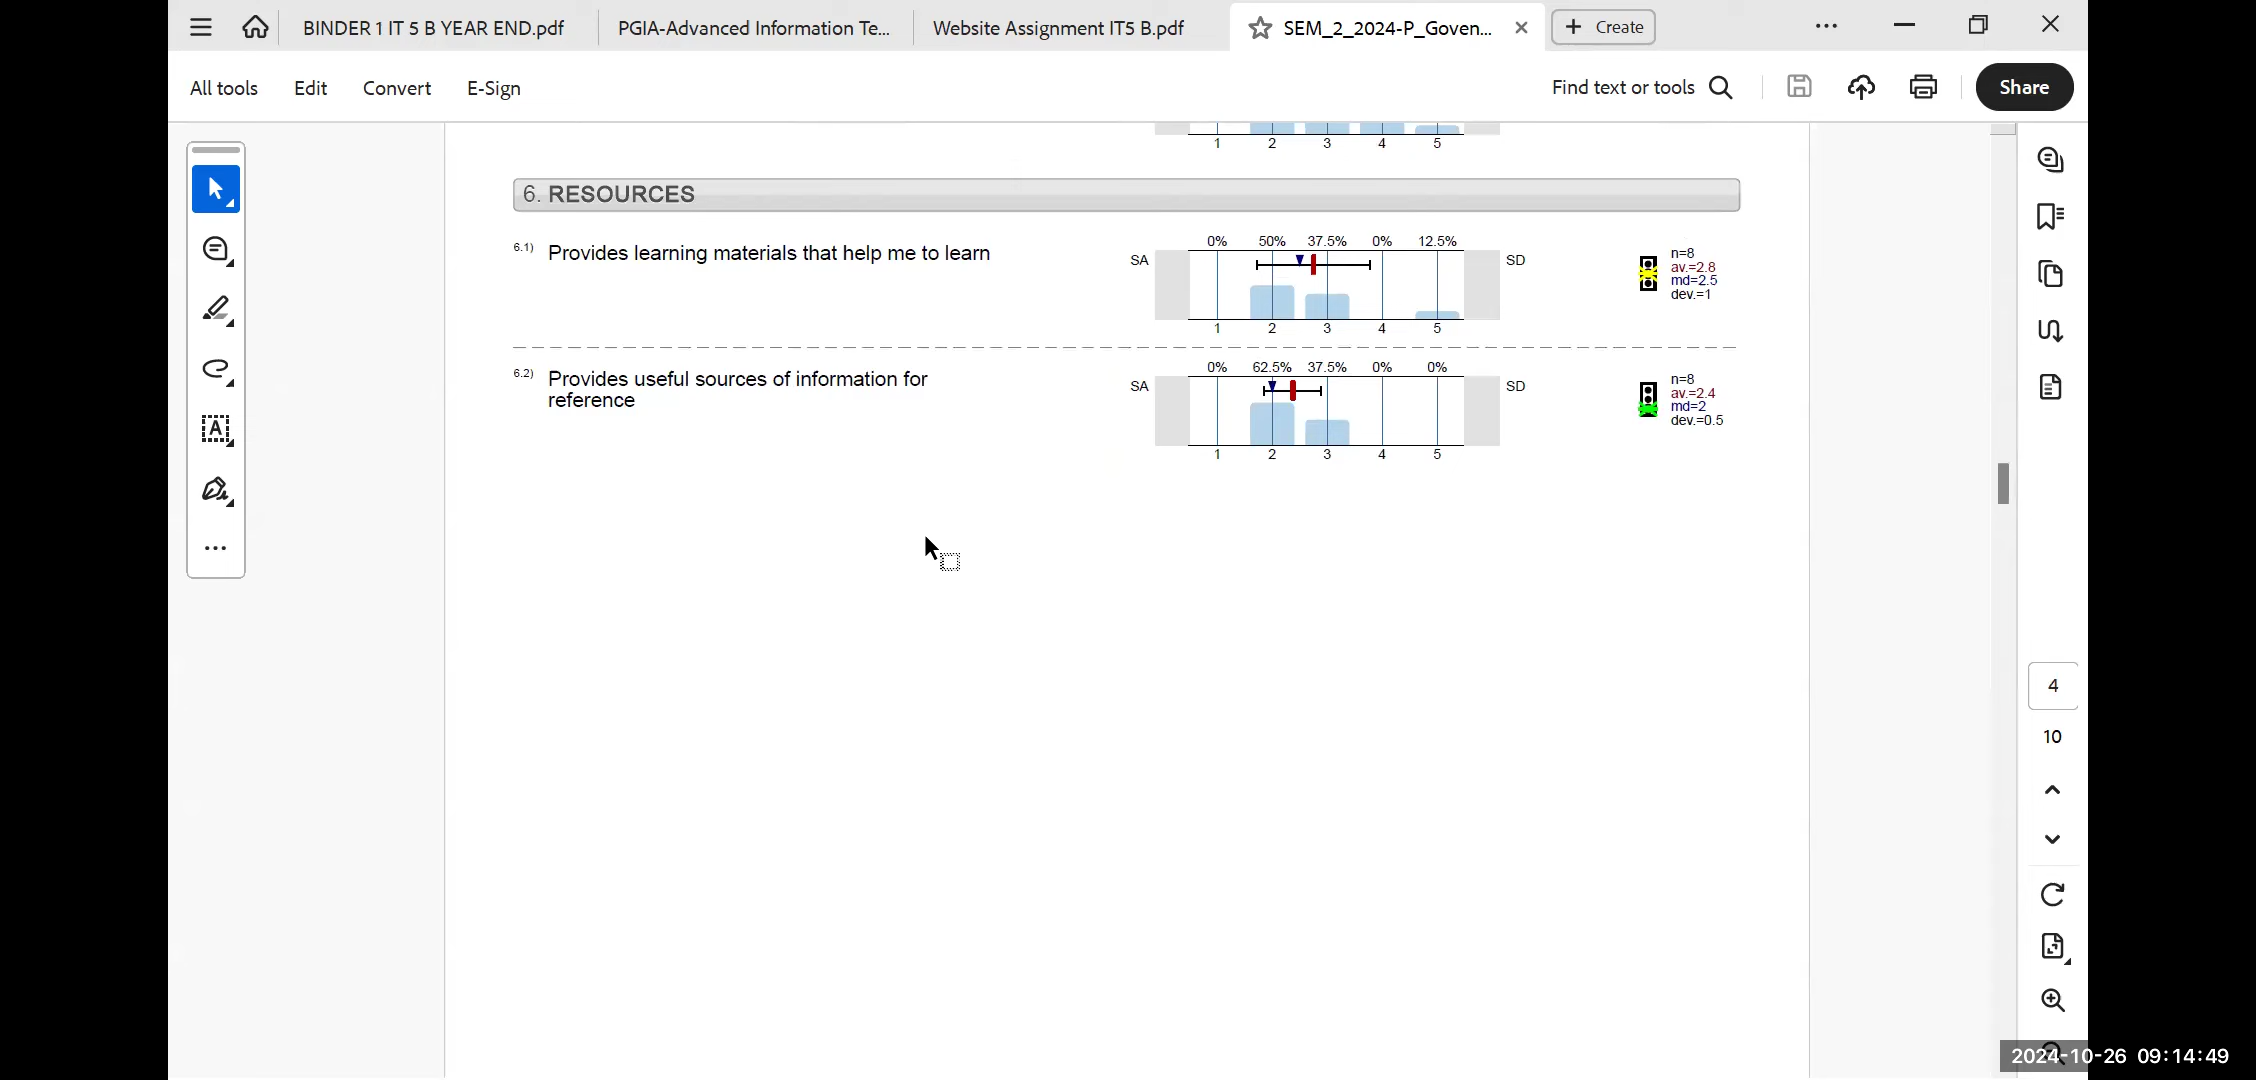 BINDER 1 IT 5 B YEAR END.pdf
PGIA-Advanced Information Te...
Website Assignment IT5 B.pdf
SEM_2_2024-P_Goven...
Create
All tools
Edit
Convert
E-Sign
Find text or tools
Share
1 2 3 4 5
6. RESOURCES
6.1) Provides learning materials that help me to learn
0% 50% 37.5% 0% 12.5%
SA
SD
1 2 3 4 5
n=8
av.=2.8
md=2.5
dev.=1
6.2) Provides useful sources of information for
reference
0% 62.5% 37.5% 0% 0%
SA
SD
1 2 3 4 5
n=8
av.=2.4
md=2
dev.=0.5
A
4
10
2024-10-26 09:14:49